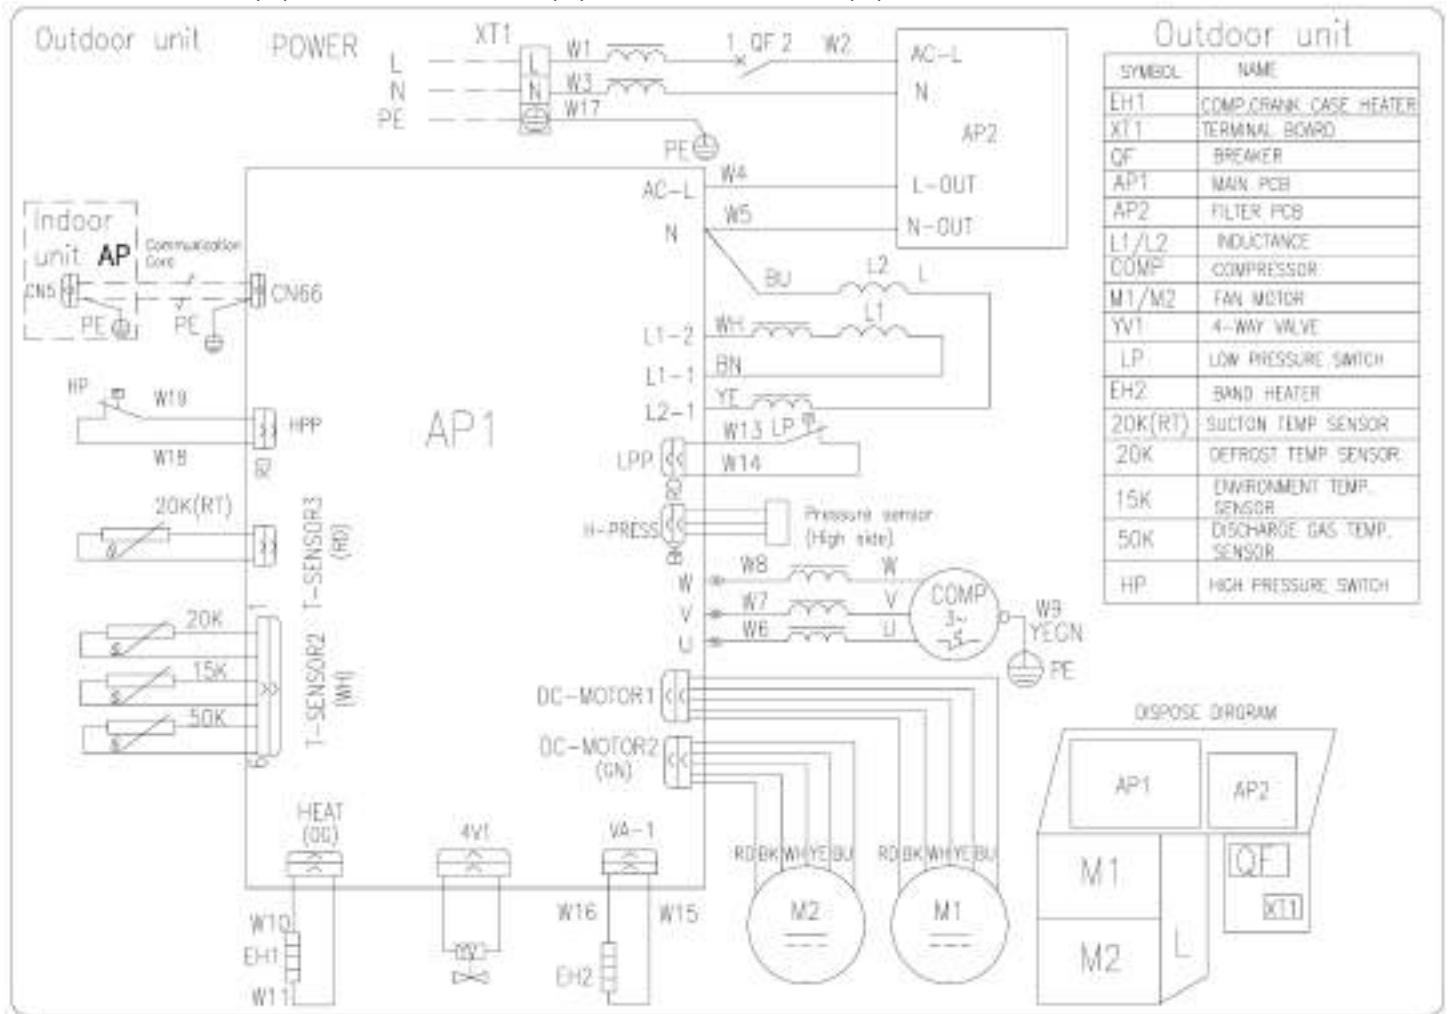 Outdoor unit
POWER
XT1
L
N
PE
L
N
W1
W3
W17
1 QF 2
W2
PE
AC-L
N
AP2
L-OUT
N-OUT
AC-L
W4
N
W5
Indoor
unit AP
Communication
Cord
CN5
CN66
PE
PE
BU
L2
L
L1
L1-2
WH
L1-1
BN
L2-1
YE
HP
W19
HPP
W18
AP1
W13
LP
LPP
W14
RD
20K(RT)
T-SENSOR3
(RD)
H-PRESS
Pressure sensor
(High side)
BN
W
W8
W
V
W7
V
U
W6
U
COMP
3~
W9
YEGN
PE
20K
15K
50K
T-SENSOR2
(WH)
DC-MOTOR1
DC-MOTOR2
(GN)
HEAT
(OG)
4V1
VA-1
RD BK WH YE BU
RD BK WH YE BU
M2
M1
W10
EH1
W11
W16
W15
EH2
Outdoor unit
SYMBOL NAME
EH1 COMP.CRANK CASE HEATER
XT1 TERMINAL BOARD
QF BREAKER
AP1 MAIN PCB
AP2 FILTER PCB
L1/L2 INDUCTANCE
COMP COMPRESSOR
M1/M2 FAN MOTOR
YV1 4-WAY VALVE
LP LOW PRESSURE SWITCH
EH2 BAND HEATER
20K(RT) SUCTON TEMP SENSOR
20K DEFROST TEMP SENSOR
15K ENVIRONMENT TEMP.
SENSOR
50K DISCHARGE GAS TEMP.
SENSOR
HP HIGH PRESSURE SWITCH
DISPOSE DIRGRAM
AP1
AP2
M1
QF
XT1
M2
L